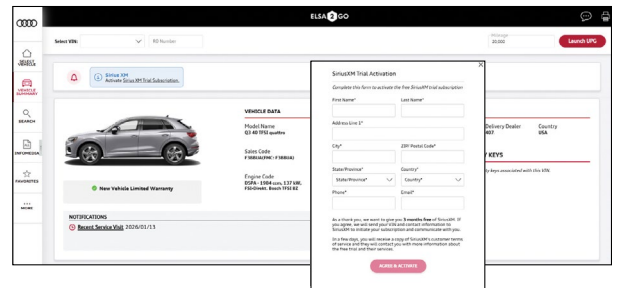 ELSA2GO
Select VIN:
RO Number
Mileage
20,000
Launch UPG
SELECT VEHICLE
VEHICLE SUMMARY
SEARCH
INFOMEDIA
FAVORITES
MORE
Sirius XM
Activate Sirius XM Trial Subscription.
New Vehicle Limited Warranty
VEHICLE DATA
Model Name
Q3 40 TFSI quattro
Sales Code
F3BBUA(FMC: F3BBUA)
Engine Code
DSPA - 1984 ccm, 137 kW,
FSI-Direkt. Bosch TFSI BZ
Delivery Dealer
Country
USA
KEYS
keys associated with this VIN
NOTIFICATIONS
Recent Service Visit 2026/01/13
SiriusXM Trial Activation
Complete this form to activate the free SiriusXM trial subscription
First Name*
Last Name*
Address Line 1*
City*
ZIP/ Postal Code*
State/Province*
Country*
State/Province*
Country*
Phone*
Email*
As a thank you, we want to give you 3 months free of SiriusXM. If
you agree, we will send your VIN and contact information to
SiriusXM to initiate your subscription and communicate with you.
In a few days, you will receive a copy of SiriusXM's customer terms
of service and they will contact you with more information about
the free trial and their services.
AGREE & ACTIVATE